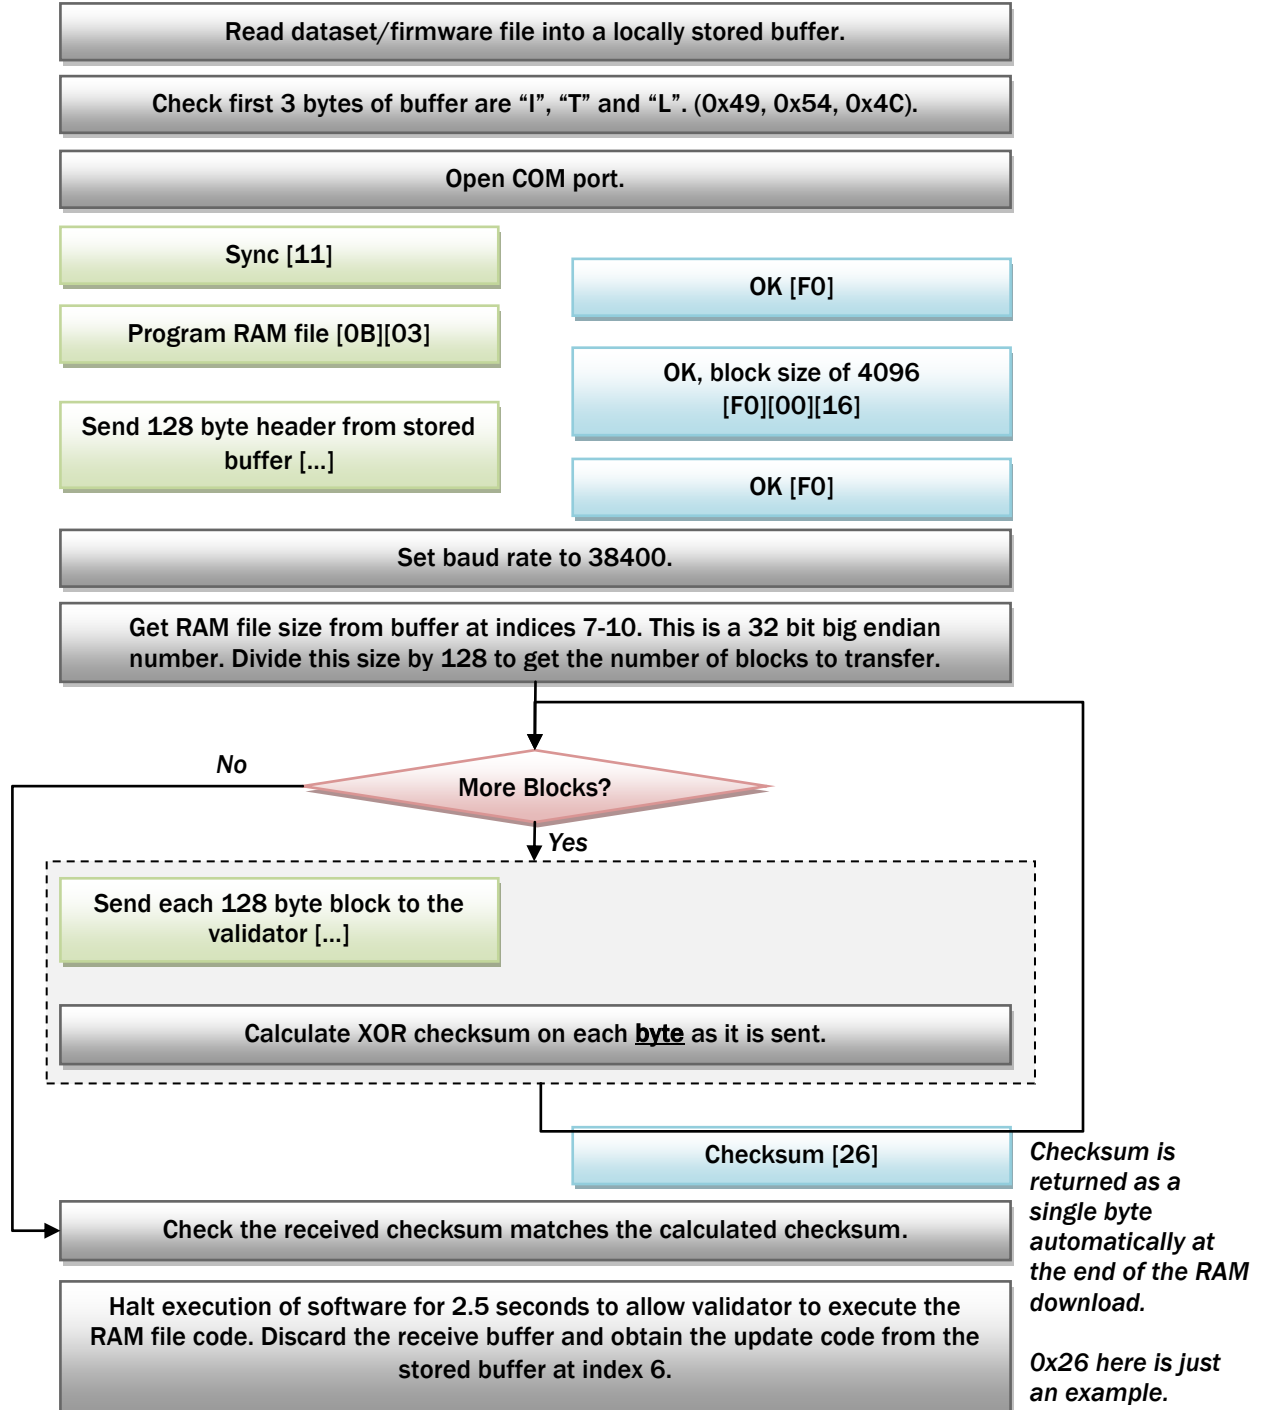 Read dataset/firmware file into a locally stored buffer.
Check first 3 bytes of buffer are “I”, “T” and “L”. (0x49, 0x54, 0x4C).
Open COM port.
Sync [11]
OK [F0]
Program RAM file [0B][03]
OK, block size of 4096
[F0][00][16]
Send 128 byte header from stored
buffer […]
OK [F0]
Set baud rate to 38400.
Get RAM file size from buffer at indices 7-10. This is a 32 bit big endian
number. Divide this size by 128 to get the number of blocks to transfer.
No
More Blocks?
Yes
Send each 128 byte block to the
validator […]
Calculate XOR checksum on each byte as it is sent.
Checksum [26]
Checksum is
returned as a
single byte
automatically at
the end of the RAM
download.
Check the received checksum matches the calculated checksum.
Halt execution of software for 2.5 seconds to allow validator to execute the
RAM file code. Discard the receive buffer and obtain the update code from the
stored buffer at index 6.
0x26 here is just
an example.